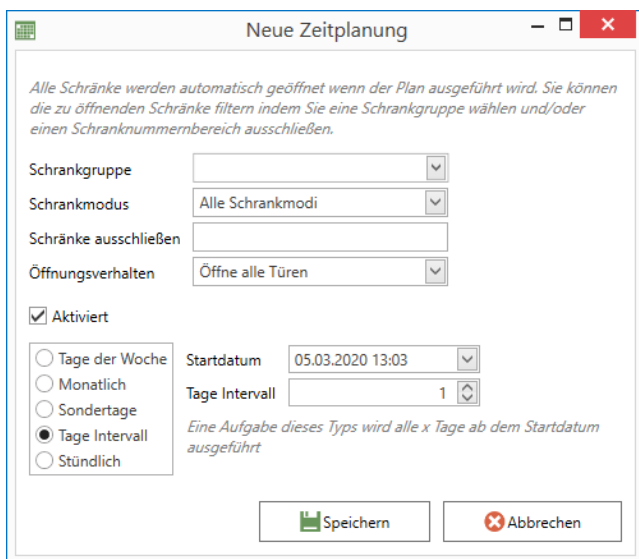 Neue Zeitplanung
Alle Schränke werden automatisch geöffnet wenn der Plan ausgeführt wird. Sie können
die zu öffnenden Schränke filtern indem Sie eine Schrankgruppe wählen und/oder
einen Schranknummernbereich ausschließen.
Schrankgruppe
Schrankmodus Alle Schrankmodi
Schränke ausschließen
Öffnungsverhalten Öffne alle Türen
Aktiviert
Tage der Woche
Monatlich
Sondertage
Tage Intervall
Stündlich
Startdatum 05.03.2020 13:03
Tage Intervall 1
Eine Aufgabe dieses Typs wird alle x Tage ab dem Startdatum
ausgeführt
Speichern Abbrechen